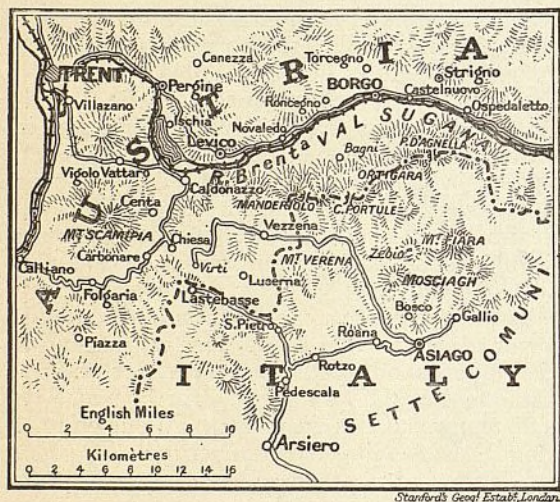 AUSTRIA
TRENT
Canezza
Torcegno
Strigno
Pergine
BORGO
Castelnuovo
Villazano
Roncegno
Ospedaletto
Ischia
Novaledo
Levico
R. Brenta
VAL SUGANA
Bagni
P. D'AGNELLA
Vigolo Vattaro
ORTIGARA
Caldonazzo
Centa
MANDERIOLO
C. PORTULE
MT SCAMPIA
Chiesa
Vezzena
MT FIARA
MT VERENA
ZEBIO
Virti
Carbonare
Luserna
MOSCIAGH
Calliano
Lastebasse
Bosco
Folgaria
Gallio
S. Pietro
Roana
Piazza
ASIAGO
Rotzo
SETTE COMUNI
ITALY
Pedescala
Arsiero
English Miles
0 2 4 6 8 10
Kilomètres
0 2 4 6 8 10 12 14 16
Stanford's Geogl. Estabt., London